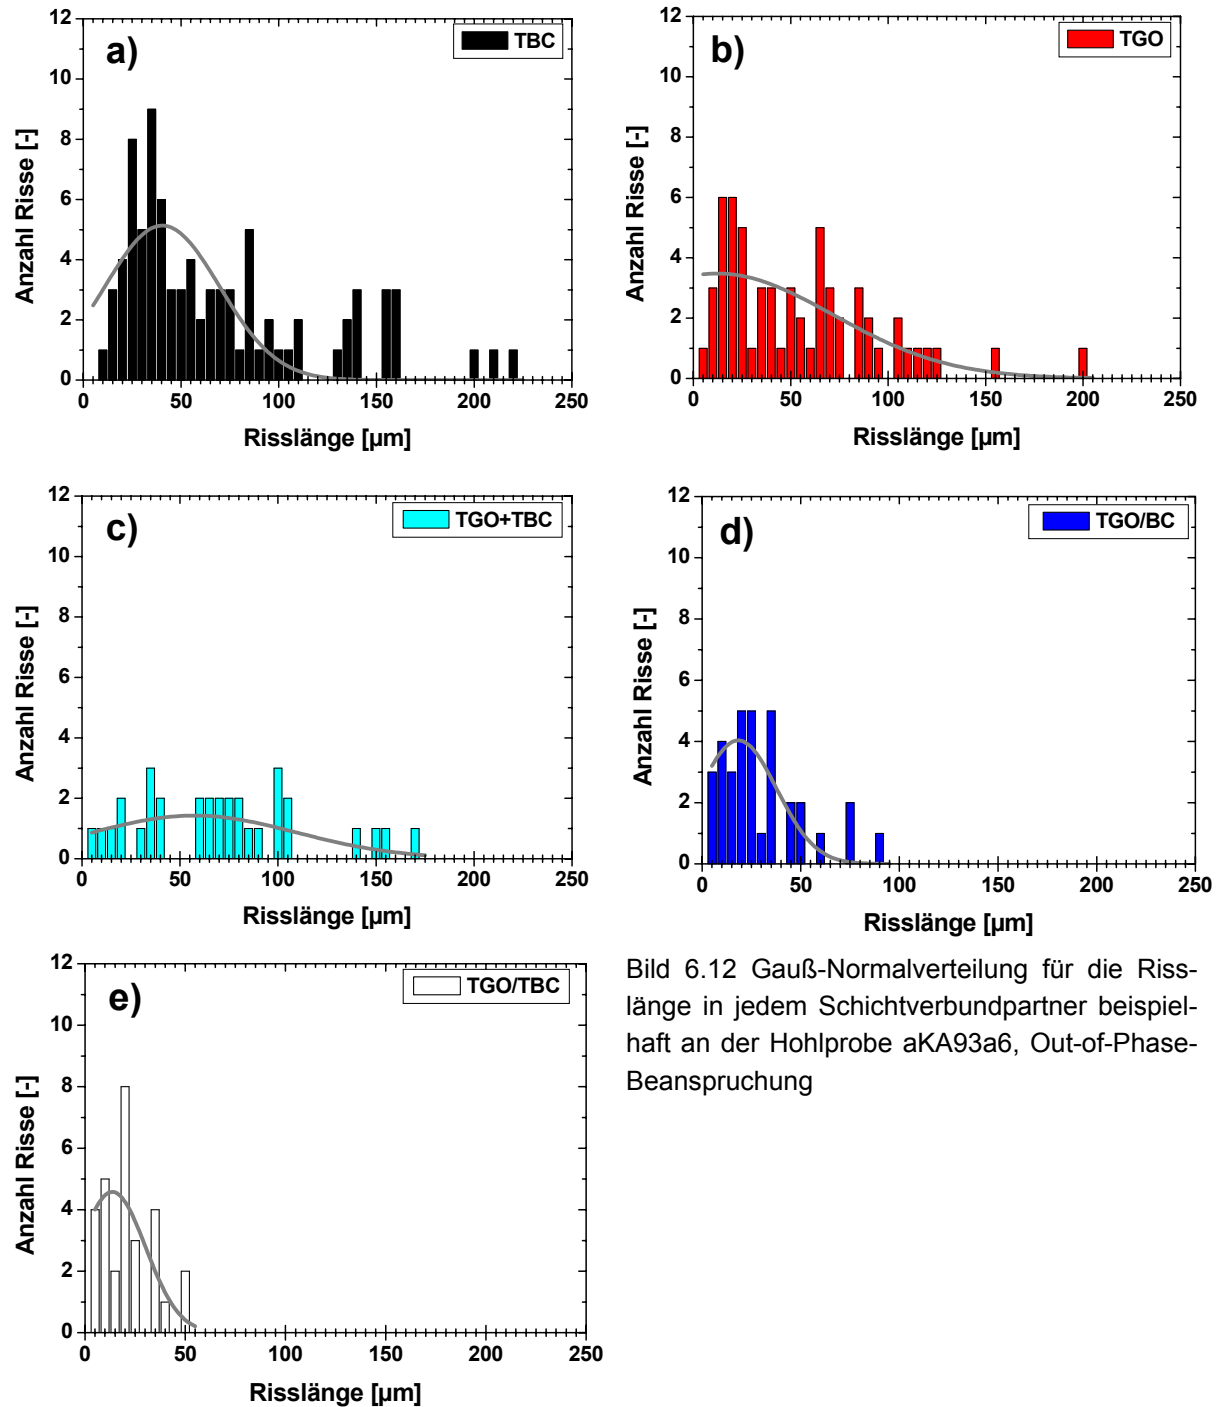 a)
TBC
12
10
8
6
4
2
0
Anzahl Risse [-]
0 50 100 150 200 250
Risslänge [µm]
b)
TGO
12
10
8
6
4
2
0
Anzahl Risse [-]
0 50 100 150 200 250
Risslänge [µm]
c)
TGO+TBC
12
10
8
6
4
2
0
Anzahl Risse [-]
0 50 100 150 200 250
Risslänge [µm]
d)
TGO/BC
12
10
8
6
4
2
0
Anzahl Risse [-]
0 50 100 150 200 250
Risslänge [µm]
e)
TGO/TBC
12
10
8
6
4
2
0
Anzahl Risse [-]
0 50 100 150 200 250
Risslänge [µm]
Bild 6.12 Gauß-Normalverteilung für die Riss-
länge in jedem Schichtverbundpartner beispiel-
haft an der Hohlprobe aKA93a6, Out-of-Phase-
Beanspruchung